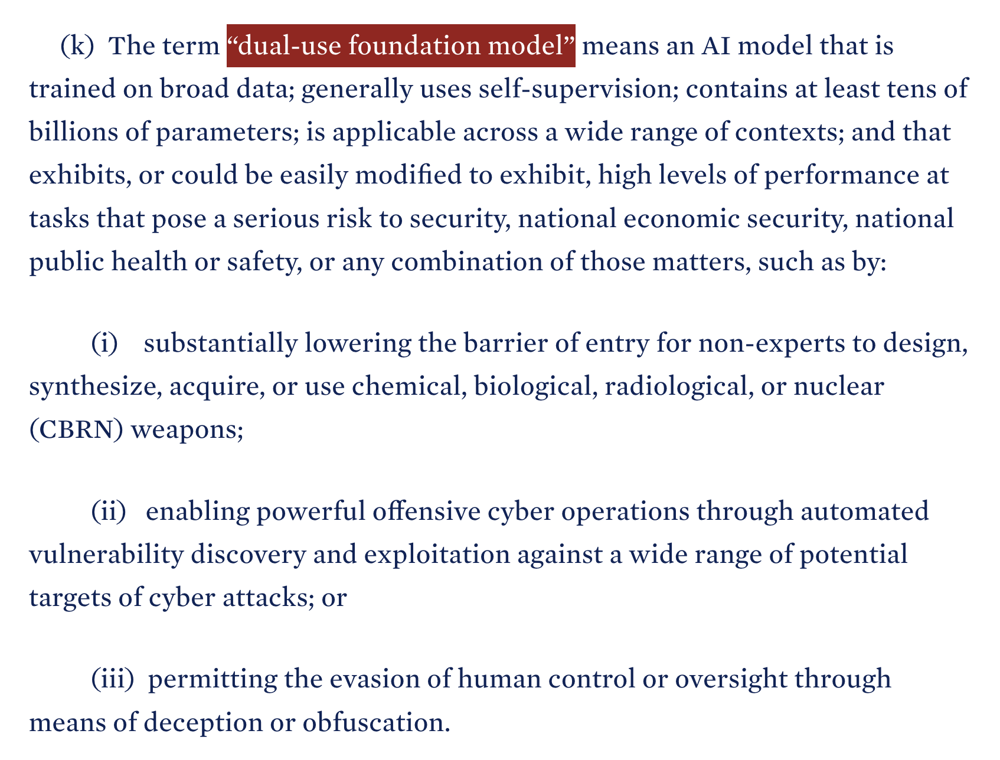 (k) The term “dual-use foundation model” means an AI model that is
trained on broad data; generally uses self-supervision; contains at least tens of
billions of parameters; is applicable across a wide range of contexts; and that
exhibits, or could be easily modified to exhibit, high levels of performance at
tasks that pose a serious risk to security, national economic security, national
public health or safety, or any combination of those matters, such as by:
(i) substantially lowering the barrier of entry for non-experts to design,
synthesize, acquire, or use chemical, biological, radiological, or nuclear
(CBRN) weapons;
(ii) enabling powerful offensive cyber operations through automated
vulnerability discovery and exploitation against a wide range of potential
targets of cyber attacks; or
(iii) permitting the evasion of human control or oversight through
means of deception or obfuscation.